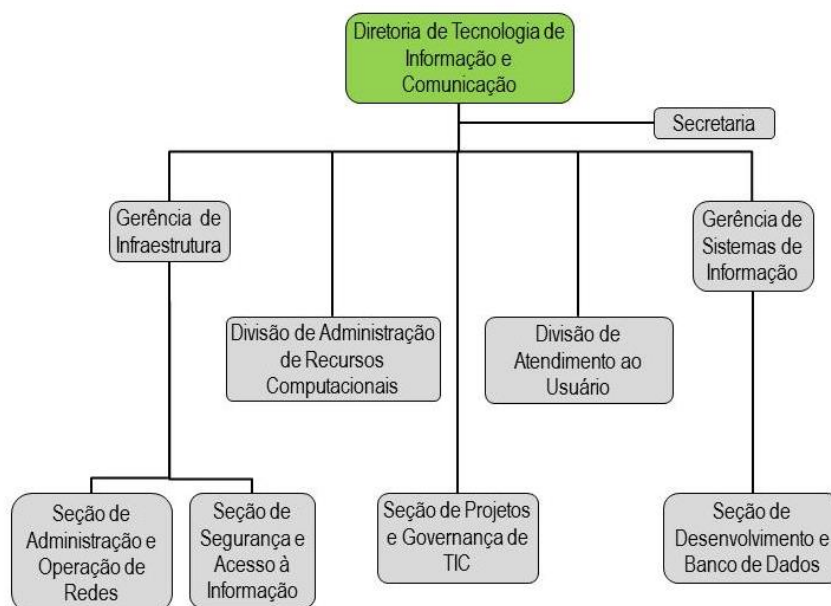 Diretoria de Tecnologia de
Informação e
Comunicação
Secretaria
Gerência de
Infraestrutura
Gerência de
Sistemas de
Informação
Divisão de Administração
de Recursos
Computacionais
Divisão de
Atendimento ao
Usuário
Seção de
Administração e
Operação de
Redes
Seção de
Segurança e
Acesso à
Informação
Seção de Projetos
e Governança de
TIC
Seção de
Desenvolvimento e
Banco de Dados